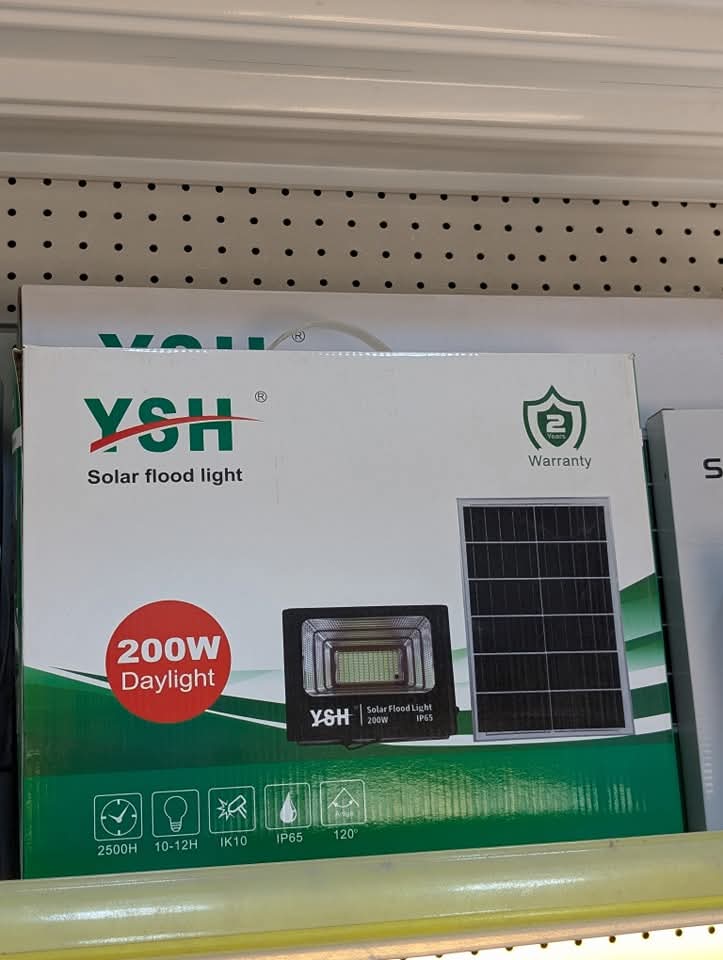 YSH ®
YSH ®
Solar flood light
2 Years
Warranty
200W
Daylight
YSH
Solar Flood Light
200W IP65
2500H
10-12H
IK10
IP65
120°
S